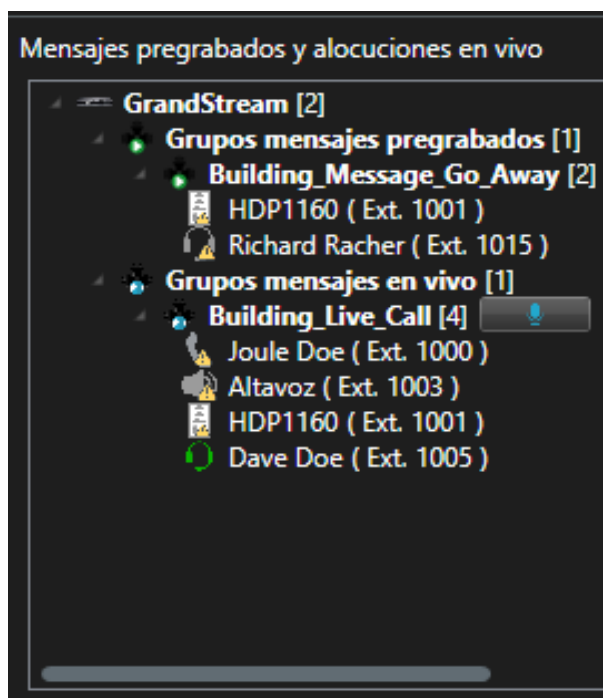 Mensajes pregrabados y alocuciones en vivo
GrandStream [2]
Grupos mensajes pregrabados [1]
Building_Message_Go_Away [2]
HDP1160 ( Ext. 1001 )
Richard Racher ( Ext. 1015 )
Grupos mensajes en vivo [1]
Building_Live_Call [4]
Joule Doe ( Ext. 1000 )
Altavoz ( Ext. 1003 )
HDP1160 ( Ext. 1001 )
Dave Doe ( Ext. 1005 )